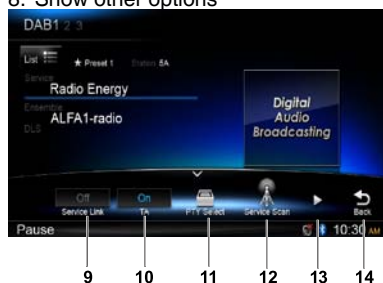 8. Show other options
DAB1 2 3
List ★ Preset 1 Station 5A
Service
Radio Energy
Ensemble
ALFA1-radio
DLS
Digital
Audio
Broadcasting
Off On
Service Link TA PTY Select Service Scan Back
Pause 10:30 AM
9 10 11 12 13 14